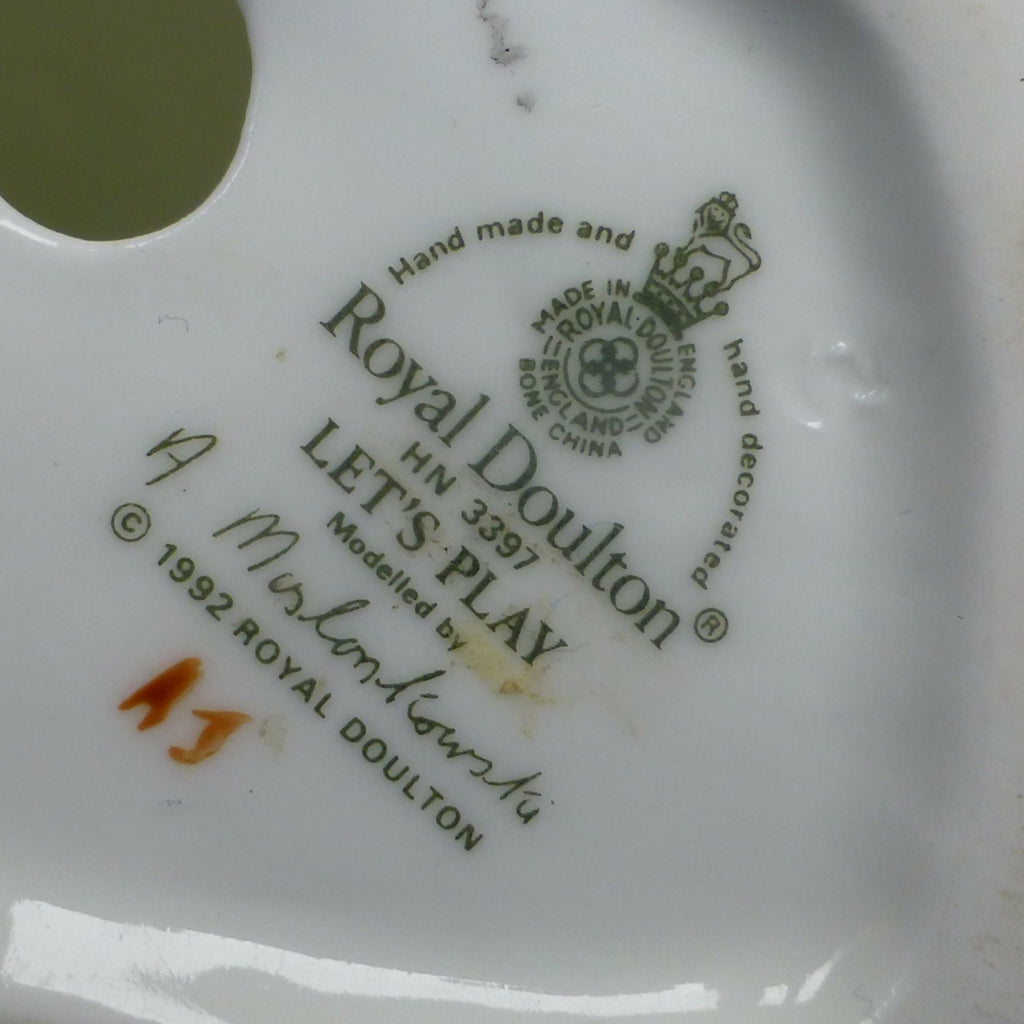 Hand made and
hand decorated
MADE IN
ENGLAND
ROYAL·DOULTON
ENGLAND
BONE CHINA
Royal Doulton ®
HN 3397
LET'S PLAY
Modelled by
A. Maslankowski
© 1992 ROYAL DOULTON
AJ